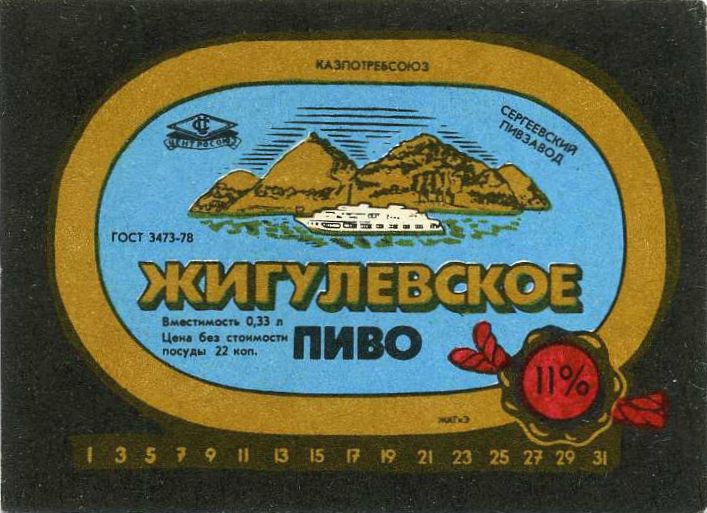 КАЗПОТРЕБСОЮЗ
ЦЕНТРОСОЮЗ
СЕРГЕЕВСКИЙ
ПИВЗАВОД
ГОСТ 3473-78
ЖИГУЛЕВСКОЕ
ПИВО
Вместимость 0,33 л
Цена без стоимости
посуды 22 коп.
11%
1 3 5 7 9 11 13 15 17 19 21 23 25 27 29 31